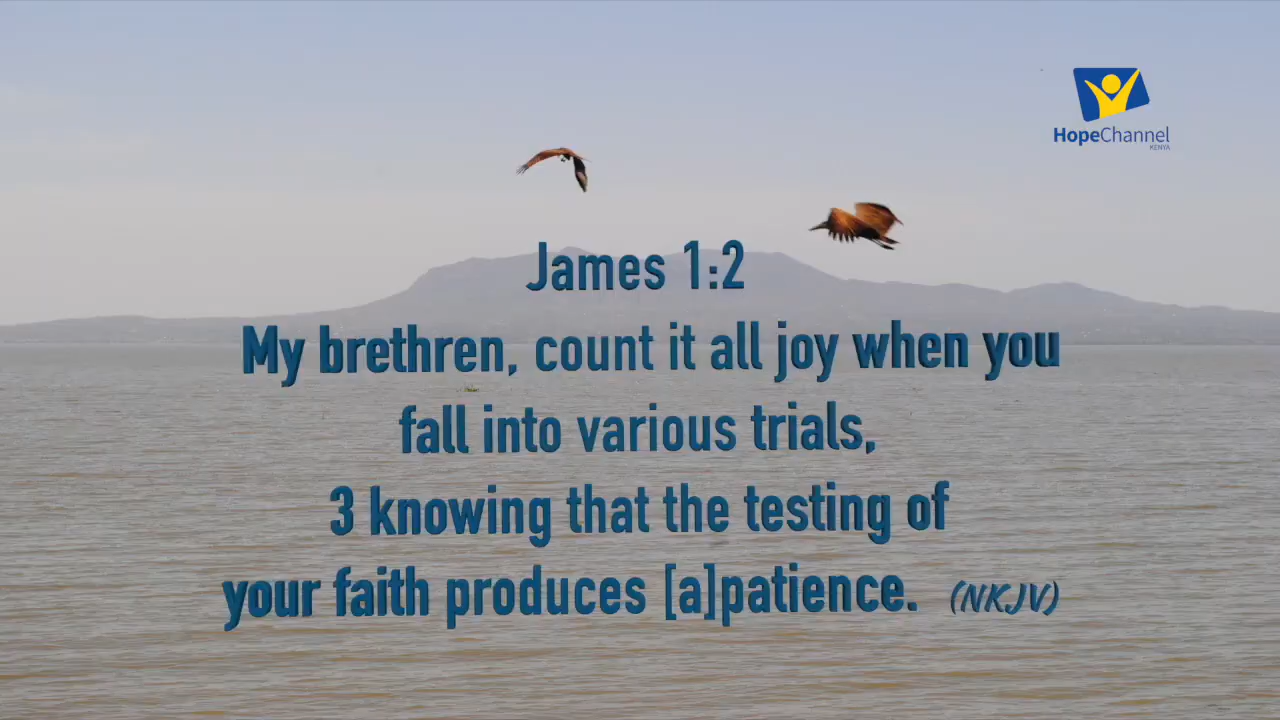 HopeChannel
KENYA
James 1:2
My brethren, count it all joy when you
fall into various trials,
3 knowing that the testing of
your faith produces [a]patience. (NKJV)